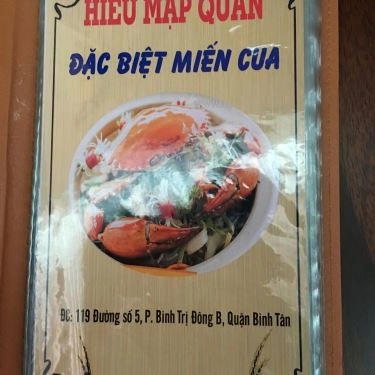 HIẾU MẬP QUÁN
ĐẶC BIỆT MIẾN CUA
ĐC: 119 Đường số 5, P. Bình Trị Đông B, Quận Bình Tân